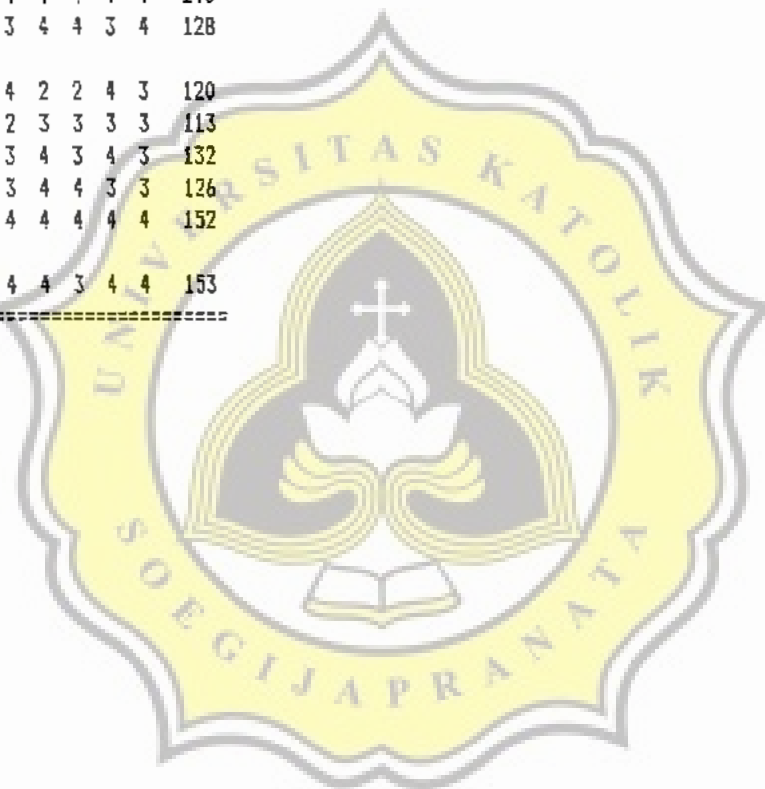 3 4 4 3 4 128
4 2 2 4 3 120
2 3 3 3 3 113
3 4 3 4 3 132
3 4 4 3 3 126
4 4 4 4 4 152
4 4 3 4 4 153
======================
UNIVERSITAS KATOLIK
SOEGIJAPRANATA